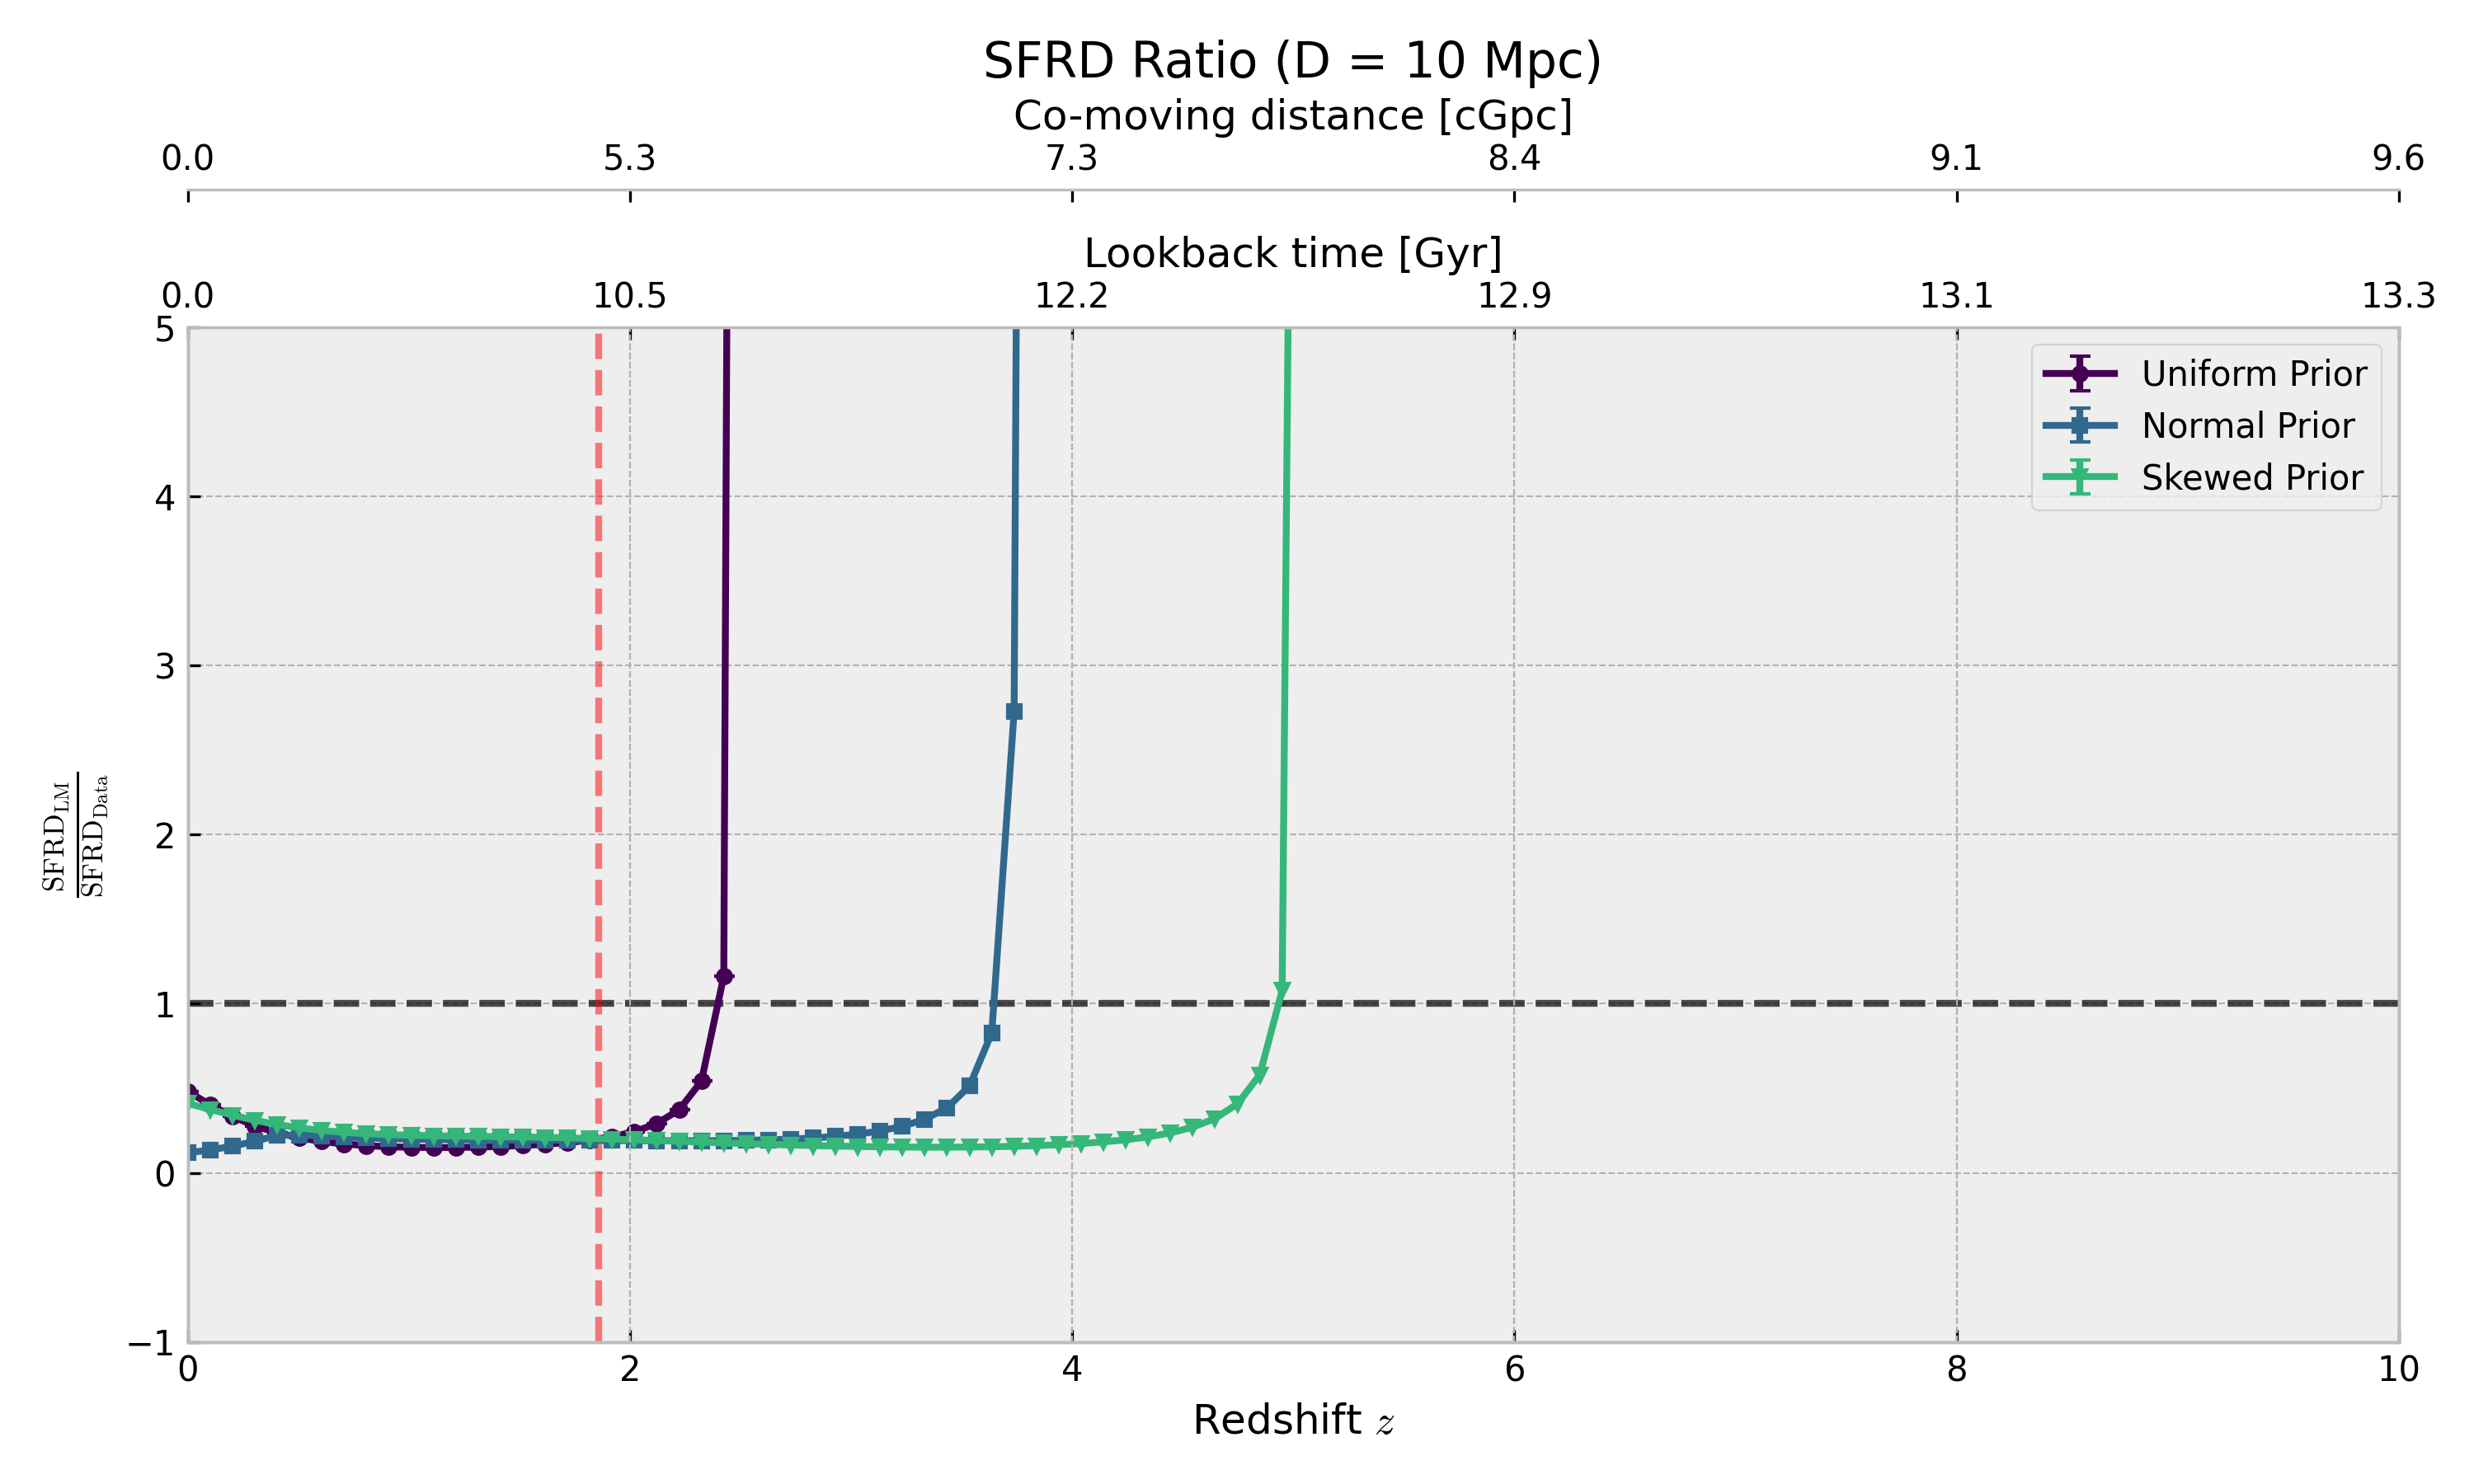 SFRD Ratio (D = 10 Mpc)
Co-moving distance [cGpc]
0.0 5.3 7.3 8.4 9.1 9.6
Lookback time [Gyr]
0.0 10.5 12.2 12.9 13.1 13.3
5
4
3
2
1
0
−1
SFRD_LM
SFRD_Data
Uniform Prior
Normal Prior
Skewed Prior
0 2 4 6 8 10
Redshift z